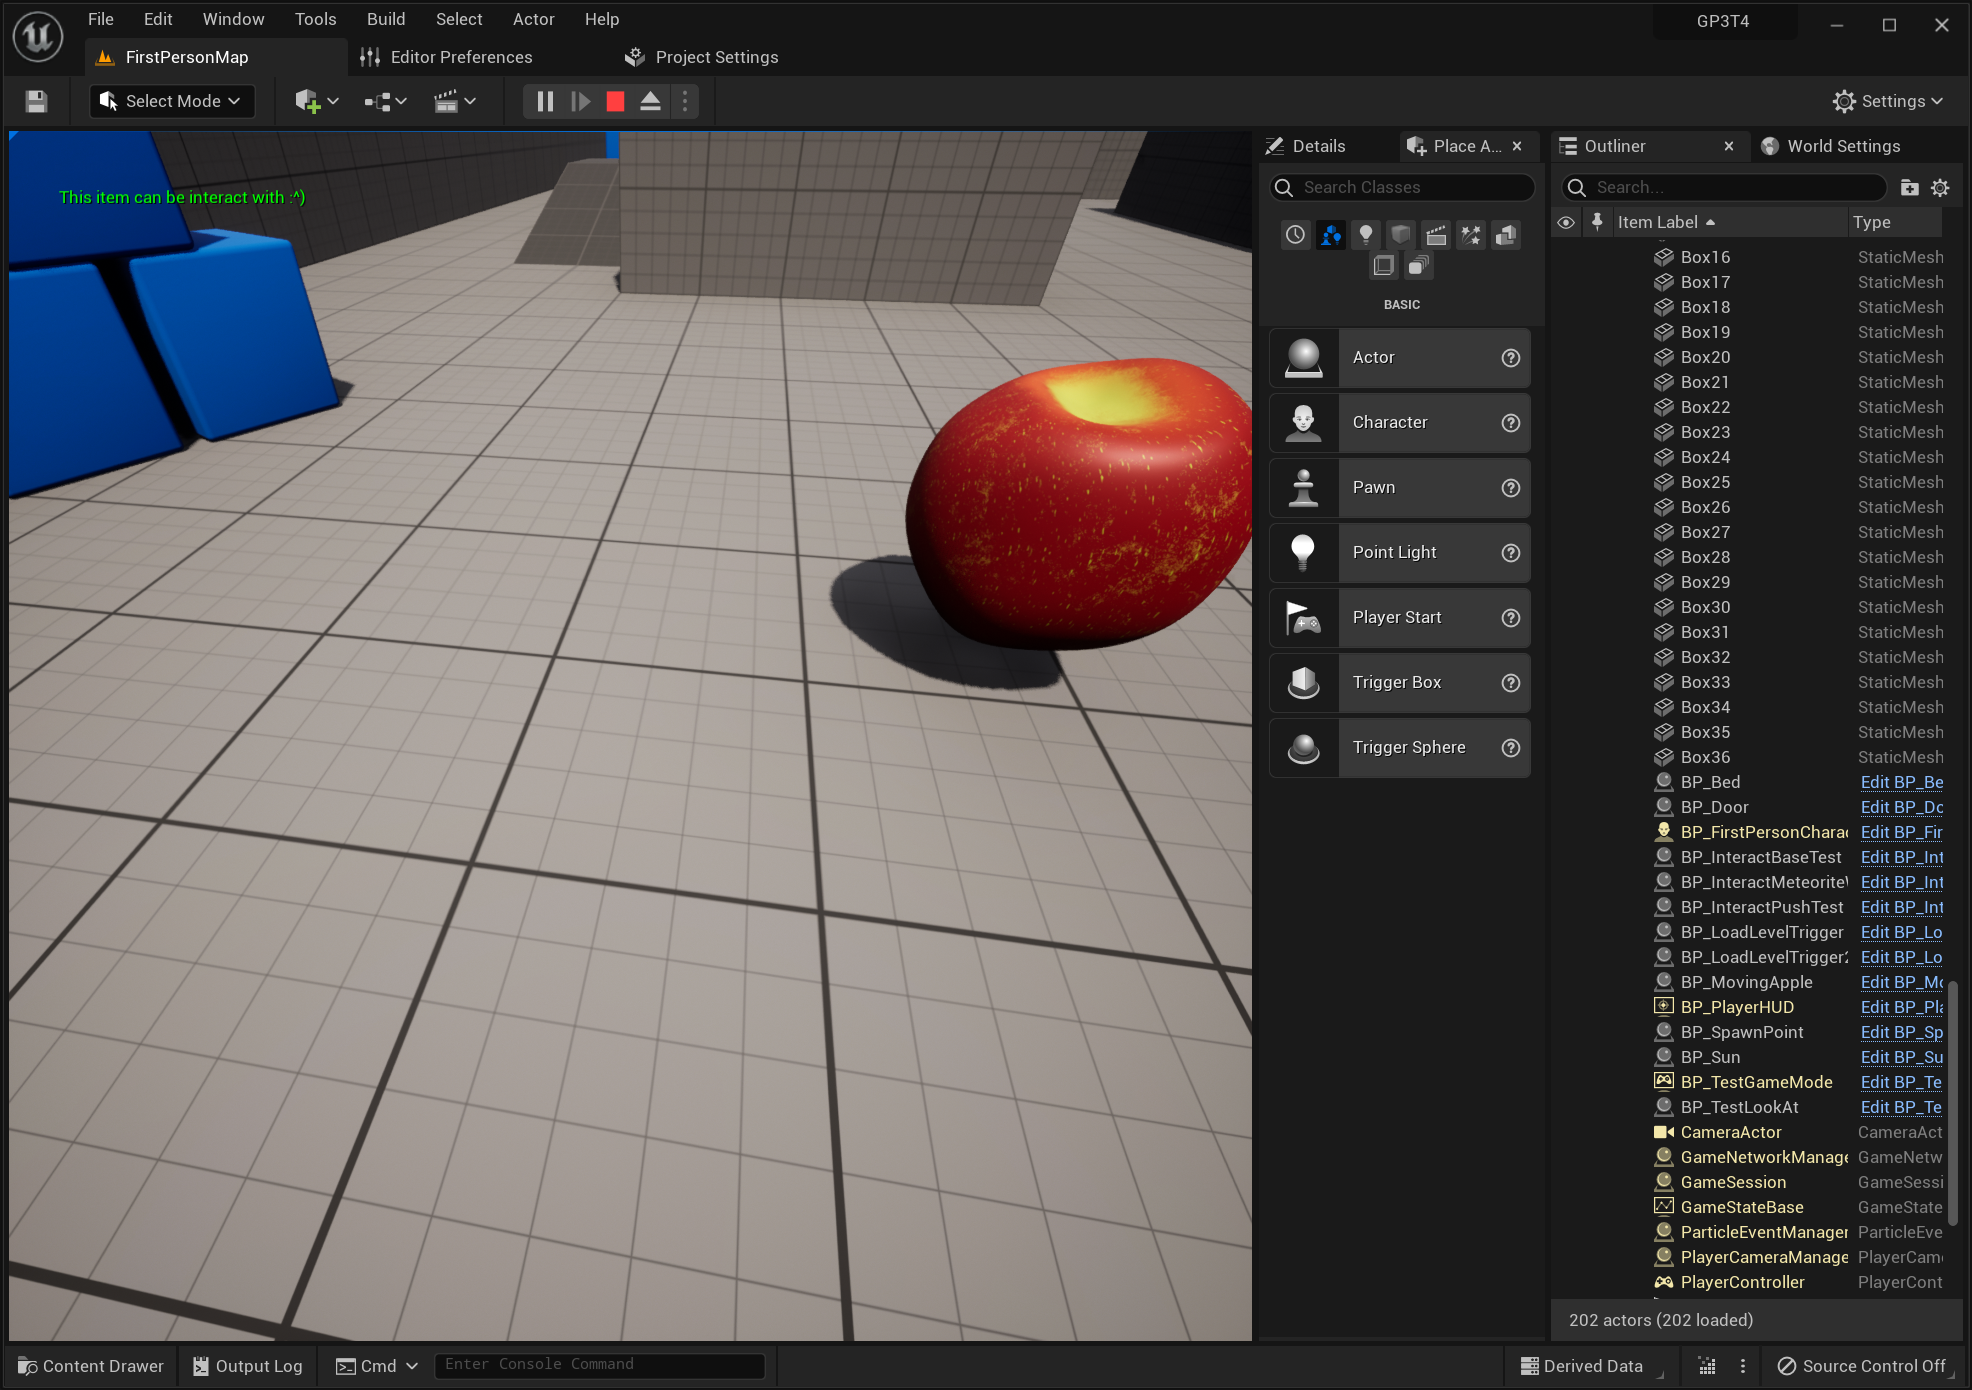 File Edit Window Tools Build Select Actor Help
GP3T4
FirstPersonMap
Editor Preferences
Project Settings
Select Mode
Settings
This item can be interact with :^)
Details
Place A...
Search Classes
BASIC
Actor
Character
Pawn
Point Light
Player Start
Trigger Box
Trigger Sphere
Outliner
World Settings
Search...
Item Label Type
Box16 StaticMesh
Box17 StaticMesh
Box18 StaticMesh
Box19 StaticMesh
Box20 StaticMesh
Box21 StaticMesh
Box22 StaticMesh
Box23 StaticMesh
Box24 StaticMesh
Box25 StaticMesh
Box26 StaticMesh
Box27 StaticMesh
Box28 StaticMesh
Box29 StaticMesh
Box30 StaticMesh
Box31 StaticMesh
Box32 StaticMesh
Box33 StaticMesh
Box34 StaticMesh
Box35 StaticMesh
Box36 StaticMesh
BP_Bed Edit BP_Be
BP_Door Edit BP_Do
BP_FirstPersonCharac Edit BP_Fir
BP_InteractBaseTest Edit BP_Int
BP_InteractMeteorite Edit BP_Int
BP_InteractPushTest Edit BP_Int
BP_LoadLevelTrigger Edit BP_Lo
BP_LoadLevelTrigger2 Edit BP_Lo
BP_MovingApple Edit BP_Mo
BP_PlayerHUD Edit BP_Pla
BP_SpawnPoint Edit BP_Sp
BP_Sun Edit BP_Su
BP_TestGameMode Edit BP_Te
BP_TestLookAt Edit BP_Te
CameraActor CameraAct
GameNetworkManage GameNetw
GameSession GameSessi
GameStateBase GameState
ParticleEventManager ParticleEve
PlayerCameraManage PlayerCam
PlayerController PlayerCont
202 actors (202 loaded)
Content Drawer
Output Log
Cmd
Enter Console Command
Derived Data
Source Control Off